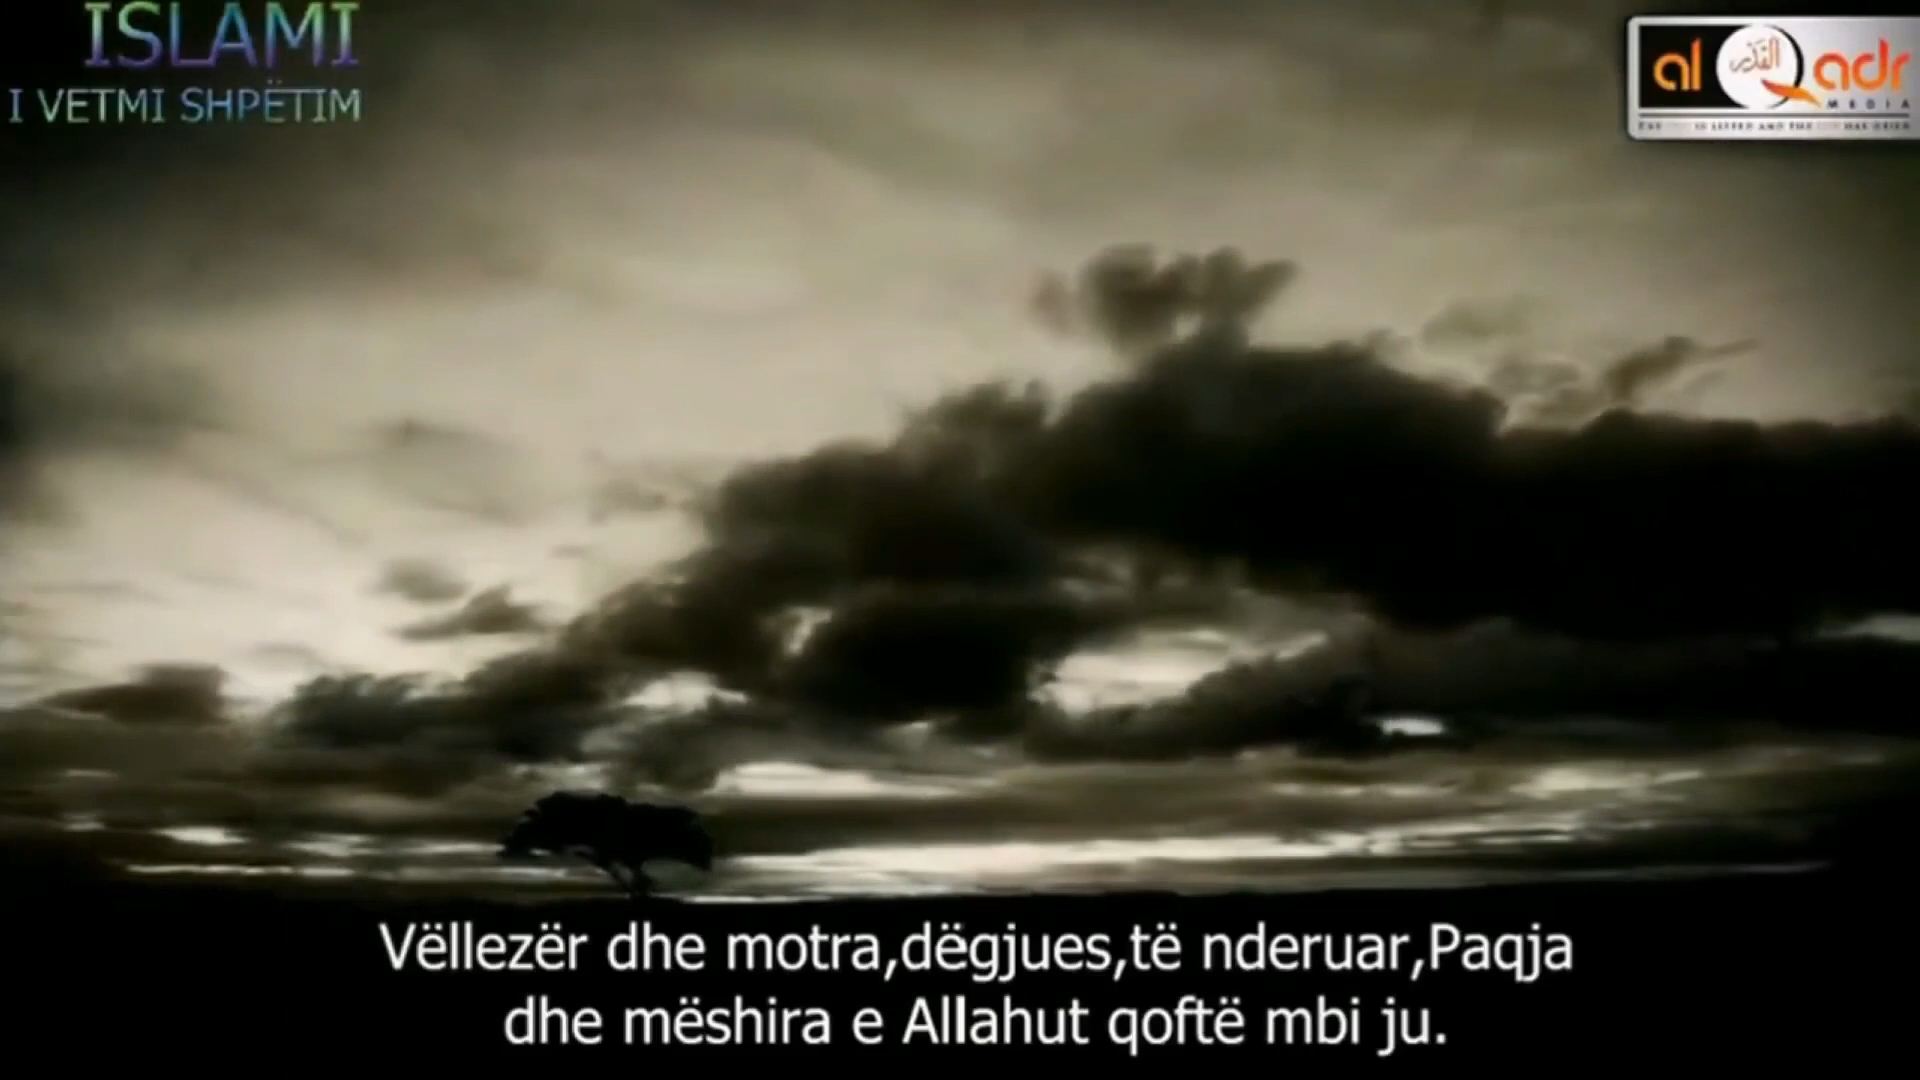 ISLAMI
I VETMI SHPËTIM
al Qadr
القدر
MEDIA
Vëllezër dhe motra,dëgjues,të nderuar,Paqja
dhe mëshira e Allahut qoftë mbi ju.